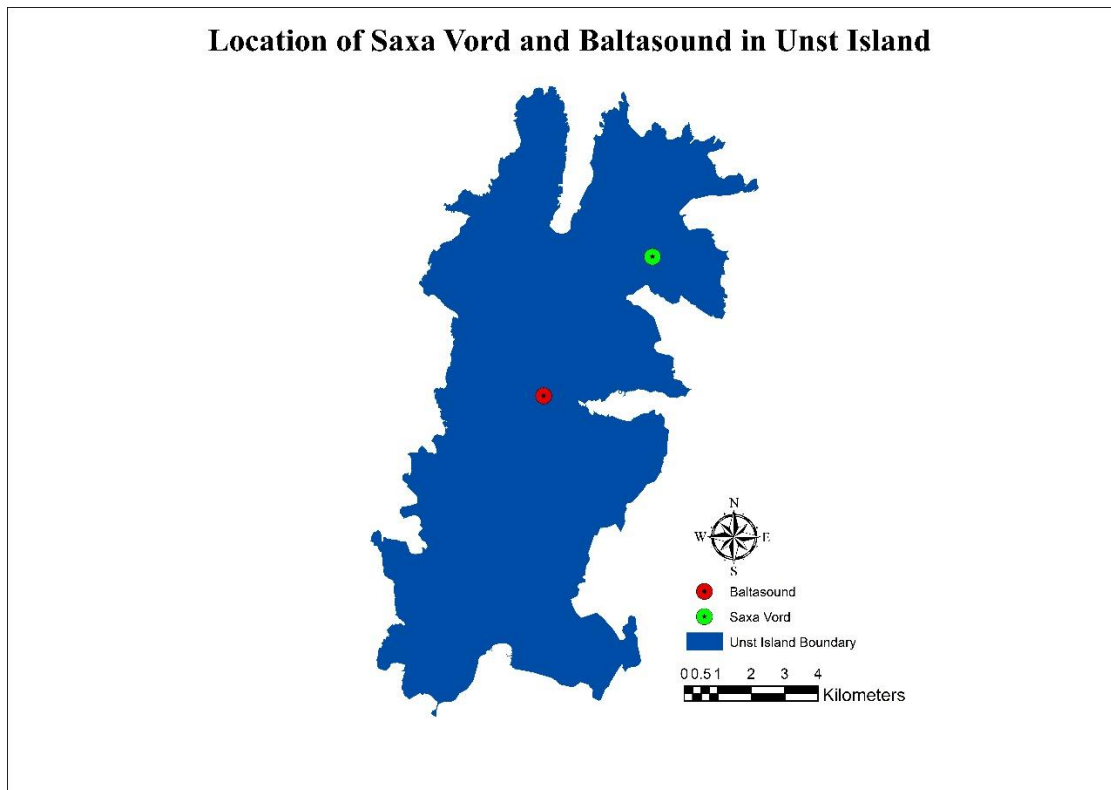 Location of Saxa Vord and Baltasound in Unst Island
N
W E
S
Baltasound
Saxa Vord
Unst Island Boundary
0 0.5 1 2 3 4
Kilometers